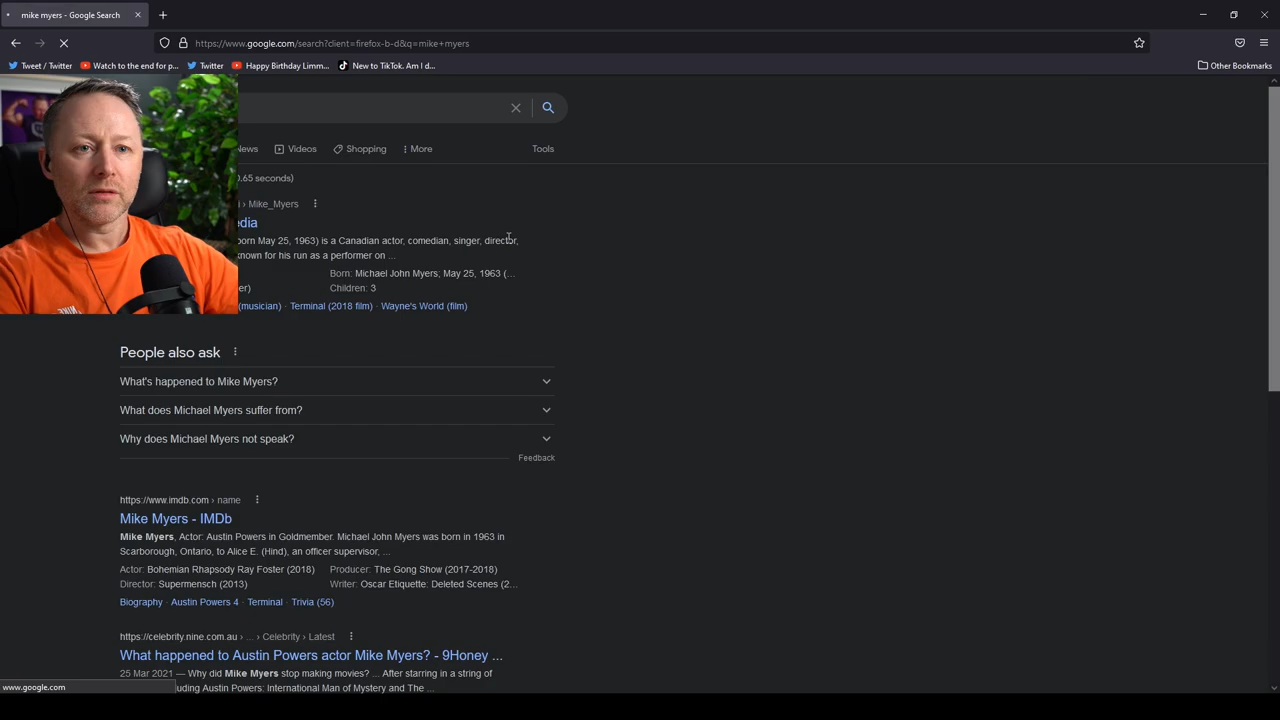 mike myers - Google Search
https://www.google.com/search?client=firefox-b-d&q=mike+myers
Tweet / Twitter
Watch to the end for p...
Twitter
Happy Birthday Limm...
New to TikTok. Am I d...
Other Bookmarks
News
Videos
Shopping
More
Tools
0.65 seconds)
› Mike_Myers
edia
born May 25, 1963) is a Canadian actor, comedian, singer, director,
known for his run as a performer on ...
Born: Michael John Myers; May 25, 1963 (...
er)
Children: 3
(musician) · Terminal (2018 film) · Wayne's World (film)
People also ask
What's happened to Mike Myers?
What does Michael Myers suffer from?
Why does Michael Myers not speak?
Feedback
https://www.imdb.com › name
Mike Myers - IMDb
Mike Myers, Actor: Austin Powers in Goldmember. Michael John Myers was born in 1963 in
Scarborough, Ontario, to Alice E. (Hind), an officer supervisor, ...
Actor: Bohemian Rhapsody Ray Foster (2018)
Producer: The Gong Show (2017-2018)
Director: Supermensch (2013)
Writer: Oscar Etiquette: Deleted Scenes (2...
Biography · Austin Powers 4 · Terminal · Trivia (56)
https://celebrity.nine.com.au › ... › Celebrity › Latest
What happened to Austin Powers actor Mike Myers? - 9Honey ...
25 Mar 2021 — Why did Mike Myers stop making movies? ... After starring in a string of
uding Austin Powers: International Man of Mystery and The ...
www.google.com